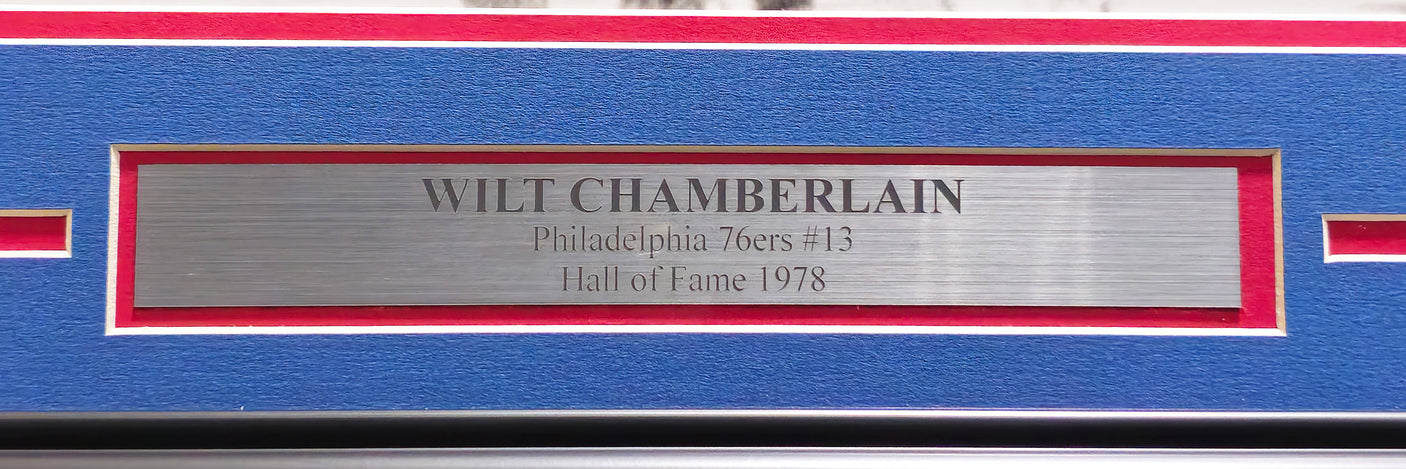 WILT CHAMBERLAIN
Philadelphia 76ers #13
Hall of Fame 1978